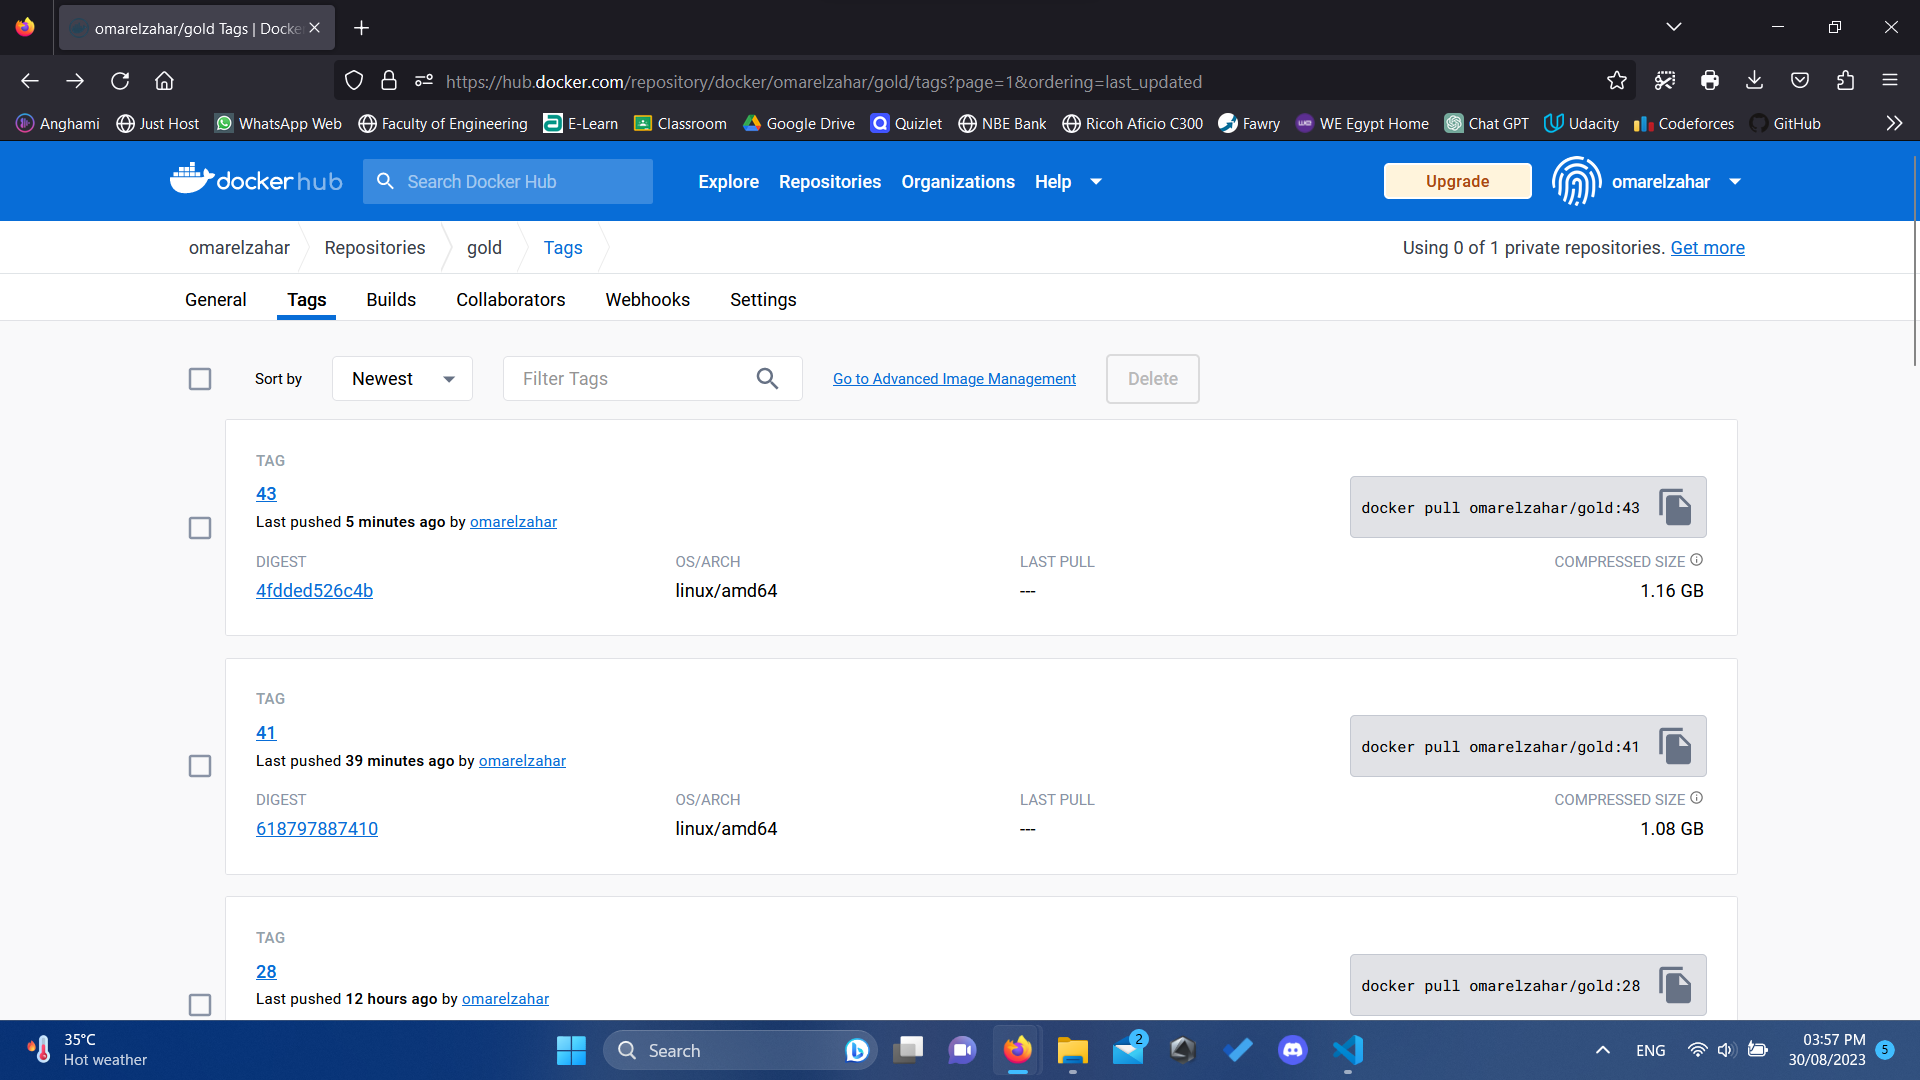 omarelzahar/gold Tags | Docke
https://hub.docker.com/repository/docker/omarelzahar/gold/tags?page=1&ordering=last_updated
Anghami Just Host WhatsApp Web Faculty of Engineering E-Learn Classroom Google Drive Quizlet NBE Bank Ricoh Aficio C300 Fawry WE Egypt Home Chat GPT Udacity Codeforces GitHub
dockerhub Search Docker Hub Explore Repositories Organizations Help Upgrade omarelzahar
omarelzahar Repositories gold Tags Using 0 of 1 private repositories. Get more
General Tags Builds Collaborators Webhooks Settings
Sort by Newest Filter Tags Go to Advanced Image Management Delete
TAG
43
docker pull omarelzahar/gold:43
Last pushed 5 minutes ago by omarelzahar
DIGEST OS/ARCH LAST PULL COMPRESSED SIZE
4fdded526c4b linux/amd64 --- 1.16 GB
TAG
41
docker pull omarelzahar/gold:41
Last pushed 39 minutes ago by omarelzahar
DIGEST OS/ARCH LAST PULL COMPRESSED SIZE
618797887410 linux/amd64 --- 1.08 GB
TAG
28
docker pull omarelzahar/gold:28
Last pushed 12 hours ago by omarelzahar
35°C
Hot weather
Search
2
ENG
03:57 PM
30/08/2023
5